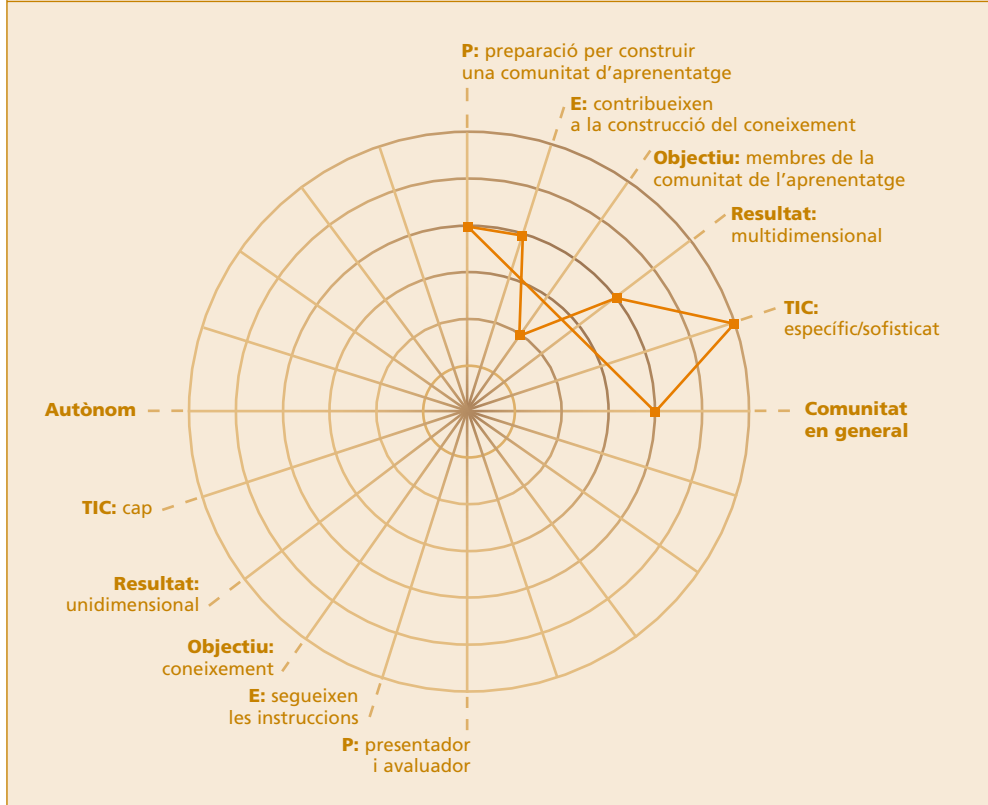 P: preparació per construir
una comunitat d’aprenentatge
E: contribueixen
a la construcció del coneixement
Objectiu: membres de la
comunitat de l’aprenentatge
Resultat:
multidimensional
TIC:
específic/sofisticat
Comunitat
en general
Autònom
TIC: cap
Resultat:
unidimensional
Objectiu:
coneixement
E: segueixen
les instruccions
P: presentador
i avaluador